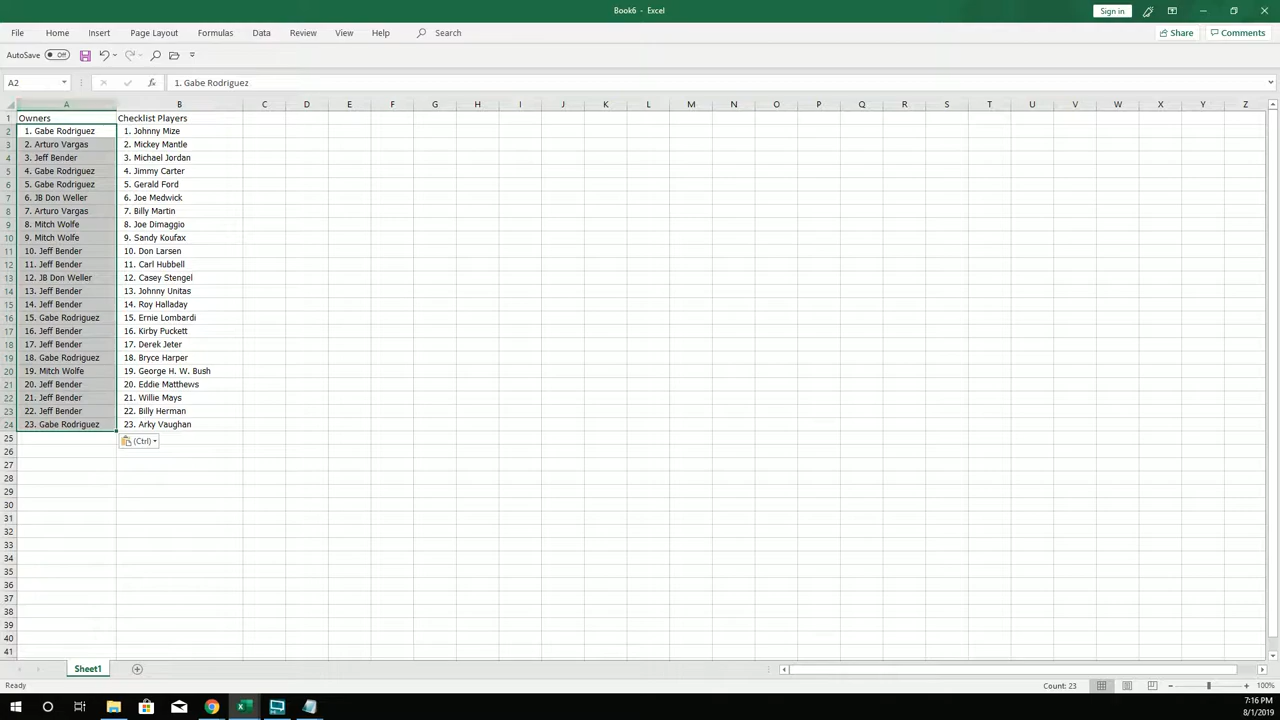 Book6 - Excel
Sign in
File Home Insert Page Layout Formulas Data Review View Help Search Share Comments
AutoSave Off
A2 fx 1. Gabe Rodriguez
A B C D E F G H I J K L M N O P Q R S T U V W X Y Z
1 Owners Checklist Players
2 1. Gabe Rodriguez 1. Johnny Mize
3 2. Arturo Vargas 2. Mickey Mantle
4 3. Jeff Bender 3. Michael Jordan
5 4. Gabe Rodriguez 4. Jimmy Carter
6 5. Gabe Rodriguez 5. Gerald Ford
7 6. JB Don Weller 6. Joe Medwick
8 7. Arturo Vargas 7. Billy Martin
9 8. Mitch Wolfe 8. Joe Dimaggio
10 9. Mitch Wolfe 9. Sandy Koufax
11 10. Jeff Bender 10. Don Larsen
12 11. Jeff Bender 11. Carl Hubbell
13 12. JB Don Weller 12. Casey Stengel
14 13. Jeff Bender 13. Johnny Unitas
15 14. Jeff Bender 14. Roy Halladay
16 15. Gabe Rodriguez 15. Ernie Lombardi
17 16. Jeff Bender 16. Kirby Puckett
18 17. Jeff Bender 17. Derek Jeter
19 18. Gabe Rodriguez 18. Bryce Harper
20 19. Mitch Wolfe 19. George H. W. Bush
21 20. Jeff Bender 20. Eddie Matthews
22 21. Jeff Bender 21. Willie Mays
23 22. Jeff Bender 22. Billy Herman
24 23. Gabe Rodriguez 23. Arky Vaughan
25 (Ctrl)
26
27
28
29
30
31
32
33
34
35
36
37
38
39
40
41
Sheet1
Ready Count: 23 100%
7:16 PM
8/1/2019